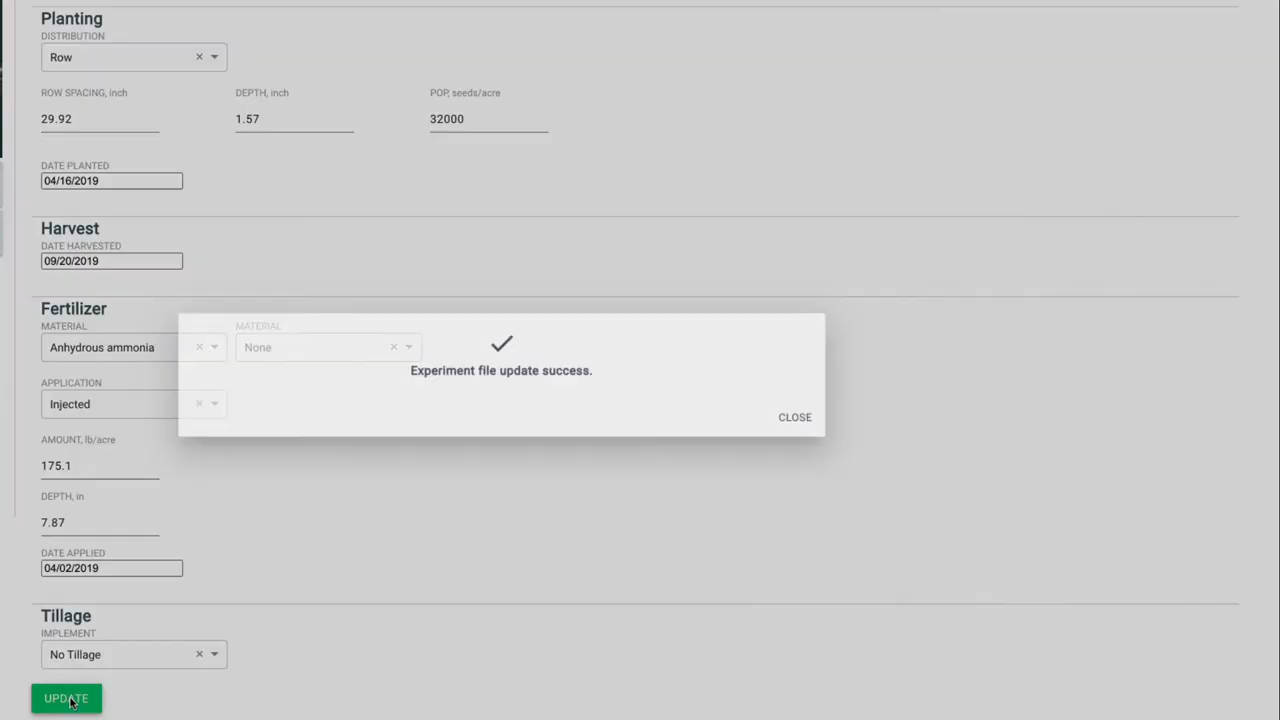 Planting
DISTRIBUTION
Row
ROW SPACING, inch DEPTH, inch POP, seeds/acre
29.92 1.57 32000
DATE PLANTED
04/16/2019
Harvest
DATE HARVESTED
09/20/2019
Fertilizer
MATERIAL MATERIAL
Anhydrous ammonia None
Experiment file update success.
APPLICATION
Injected
CLOSE
AMOUNT, lb/acre
175.1
DEPTH, in
7.87
DATE APPLIED
04/02/2019
Tillage
IMPLEMENT
No Tillage
UPDATE